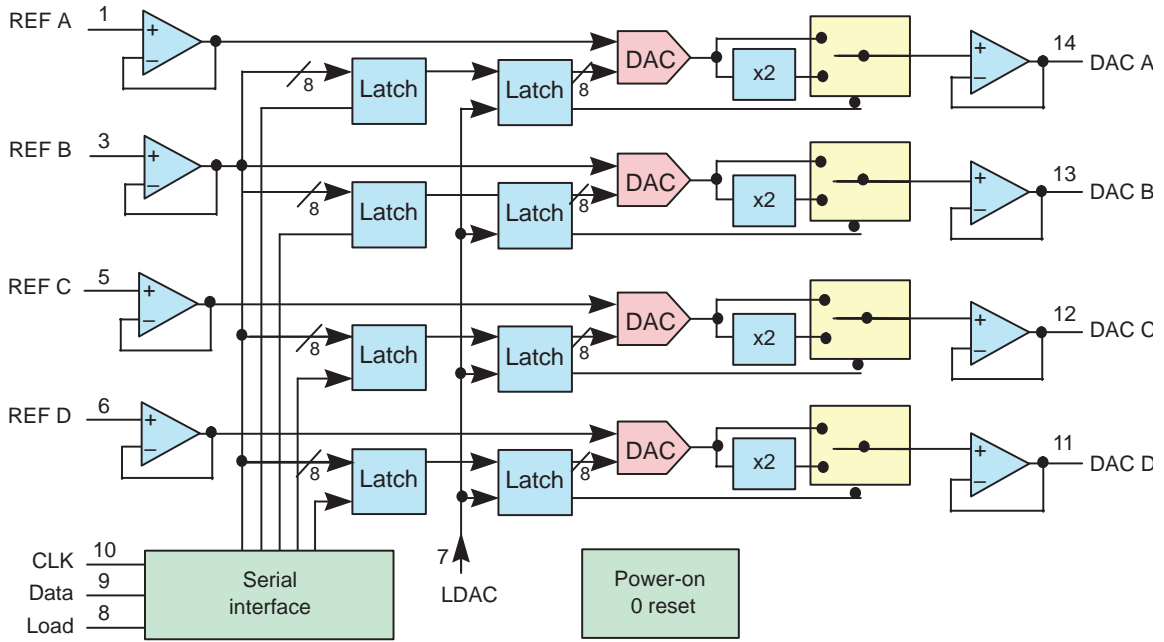 REF A 1
+
−
DAC
x2
+
−
14 DAC A
8
Latch
Latch
8
REF B 3
+
−
DAC
x2
+
−
13 DAC B
8
Latch
Latch
8
REF C 5
+
−
DAC
x2
+
−
12 DAC C
8
Latch
Latch
8
REF D 6
+
−
DAC
x2
+
−
11 DAC D
8
Latch
Latch
8
CLK 10
Data 9
Load 8
Serial
interface
7
LDAC
Power-on
0 reset